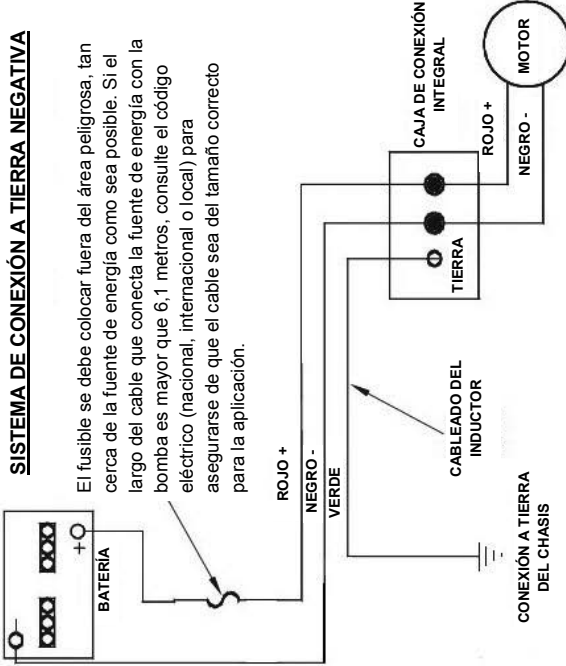 SISTEMA DE CONEXIÓN A TIERRA NEGATIVA
El fusible se debe colocar fuera del área peligrosa, tan
cerca de la fuente de energía como sea posible. Si el
largo del cable que conecta la fuente de energía con la
bomba es mayor que 6,1 metros, consulte el código
eléctrico (nacional, internacional o local) para
asegurarse de que el cable sea del tamaño correcto
para la aplicación.
-
+
BATERÍA
ROJO +
NEGRO -
VERDE
CAJA DE CONEXIÓN
INTEGRAL
TIERRA
ROJO +
NEGRO -
MOTOR
CABLEADO DEL
INDUCTOR
CONEXIÓN A TIERRA
DEL CHASIS